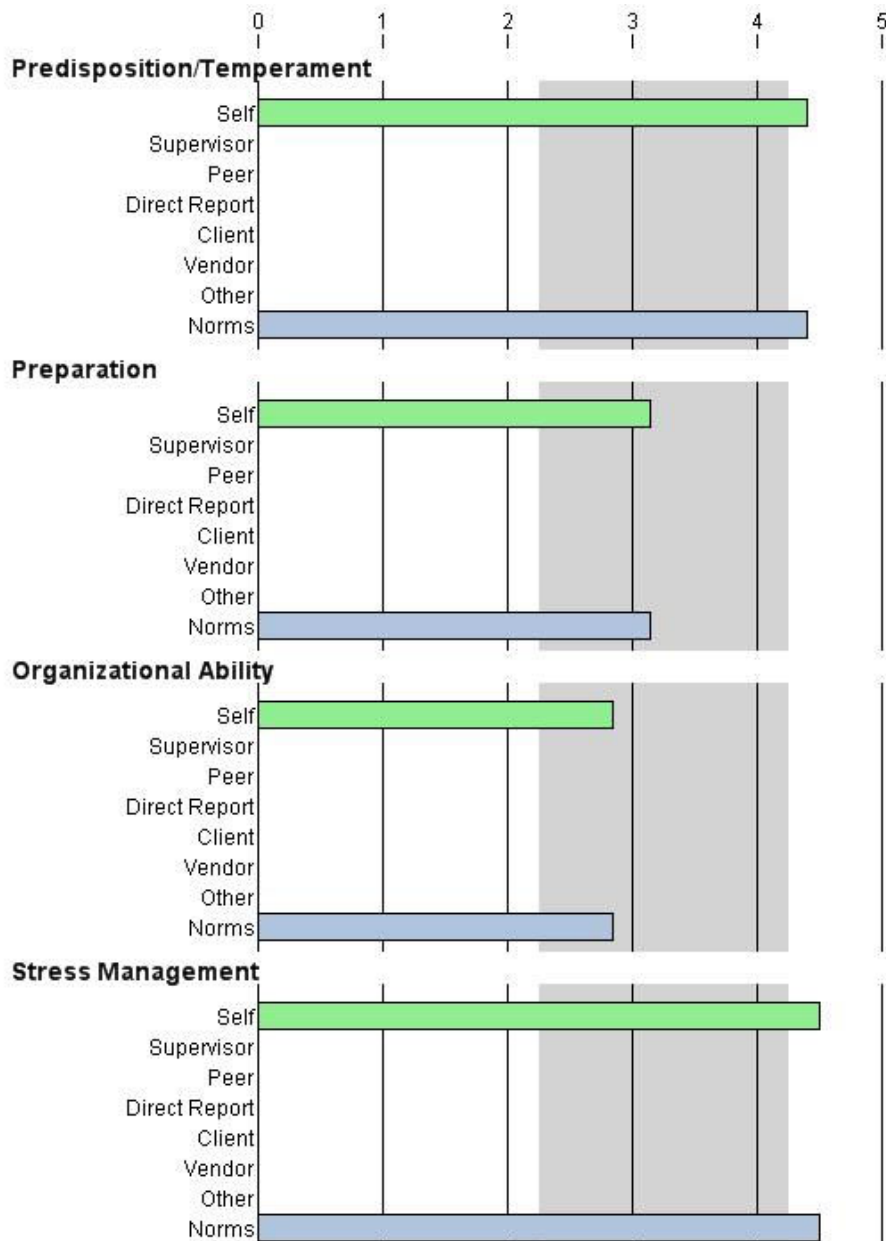 0 1 2 3 4 5
Predisposition/Temperament
Self
Supervisor
Peer
Direct Report
Client
Vendor
Other
Norms
Preparation
Self
Supervisor
Peer
Direct Report
Client
Vendor
Other
Norms
Organizational Ability
Self
Supervisor
Peer
Direct Report
Client
Vendor
Other
Norms
Stress Management
Self
Supervisor
Peer
Direct Report
Client
Vendor
Other
Norms